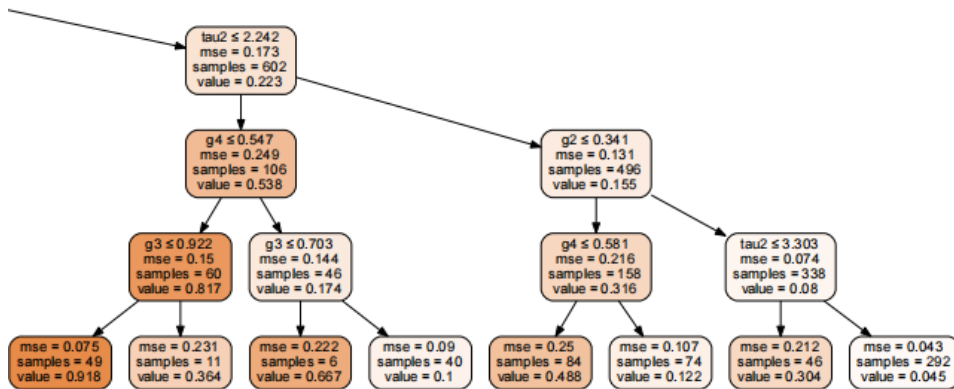 tau2 ≤ 2.242
mse = 0.173
samples = 602
value = 0.223
g4 ≤ 0.547
mse = 0.249
samples = 106
value = 0.538
g2 ≤ 0.341
mse = 0.131
samples = 496
value = 0.155
g3 ≤ 0.922
mse = 0.15
samples = 60
value = 0.817
g3 ≤ 0.703
mse = 0.144
samples = 46
value = 0.174
g4 ≤ 0.581
mse = 0.216
samples = 158
value = 0.316
tau2 ≤ 3.303
mse = 0.074
samples = 338
value = 0.08
mse = 0.075
samples = 49
value = 0.918
mse = 0.231
samples = 11
value = 0.364
mse = 0.222
samples = 6
value = 0.667
mse = 0.09
samples = 40
value = 0.1
mse = 0.25
samples = 84
value = 0.488
mse = 0.107
samples = 74
value = 0.122
mse = 0.212
samples = 46
value = 0.304
mse = 0.043
samples = 292
value = 0.045